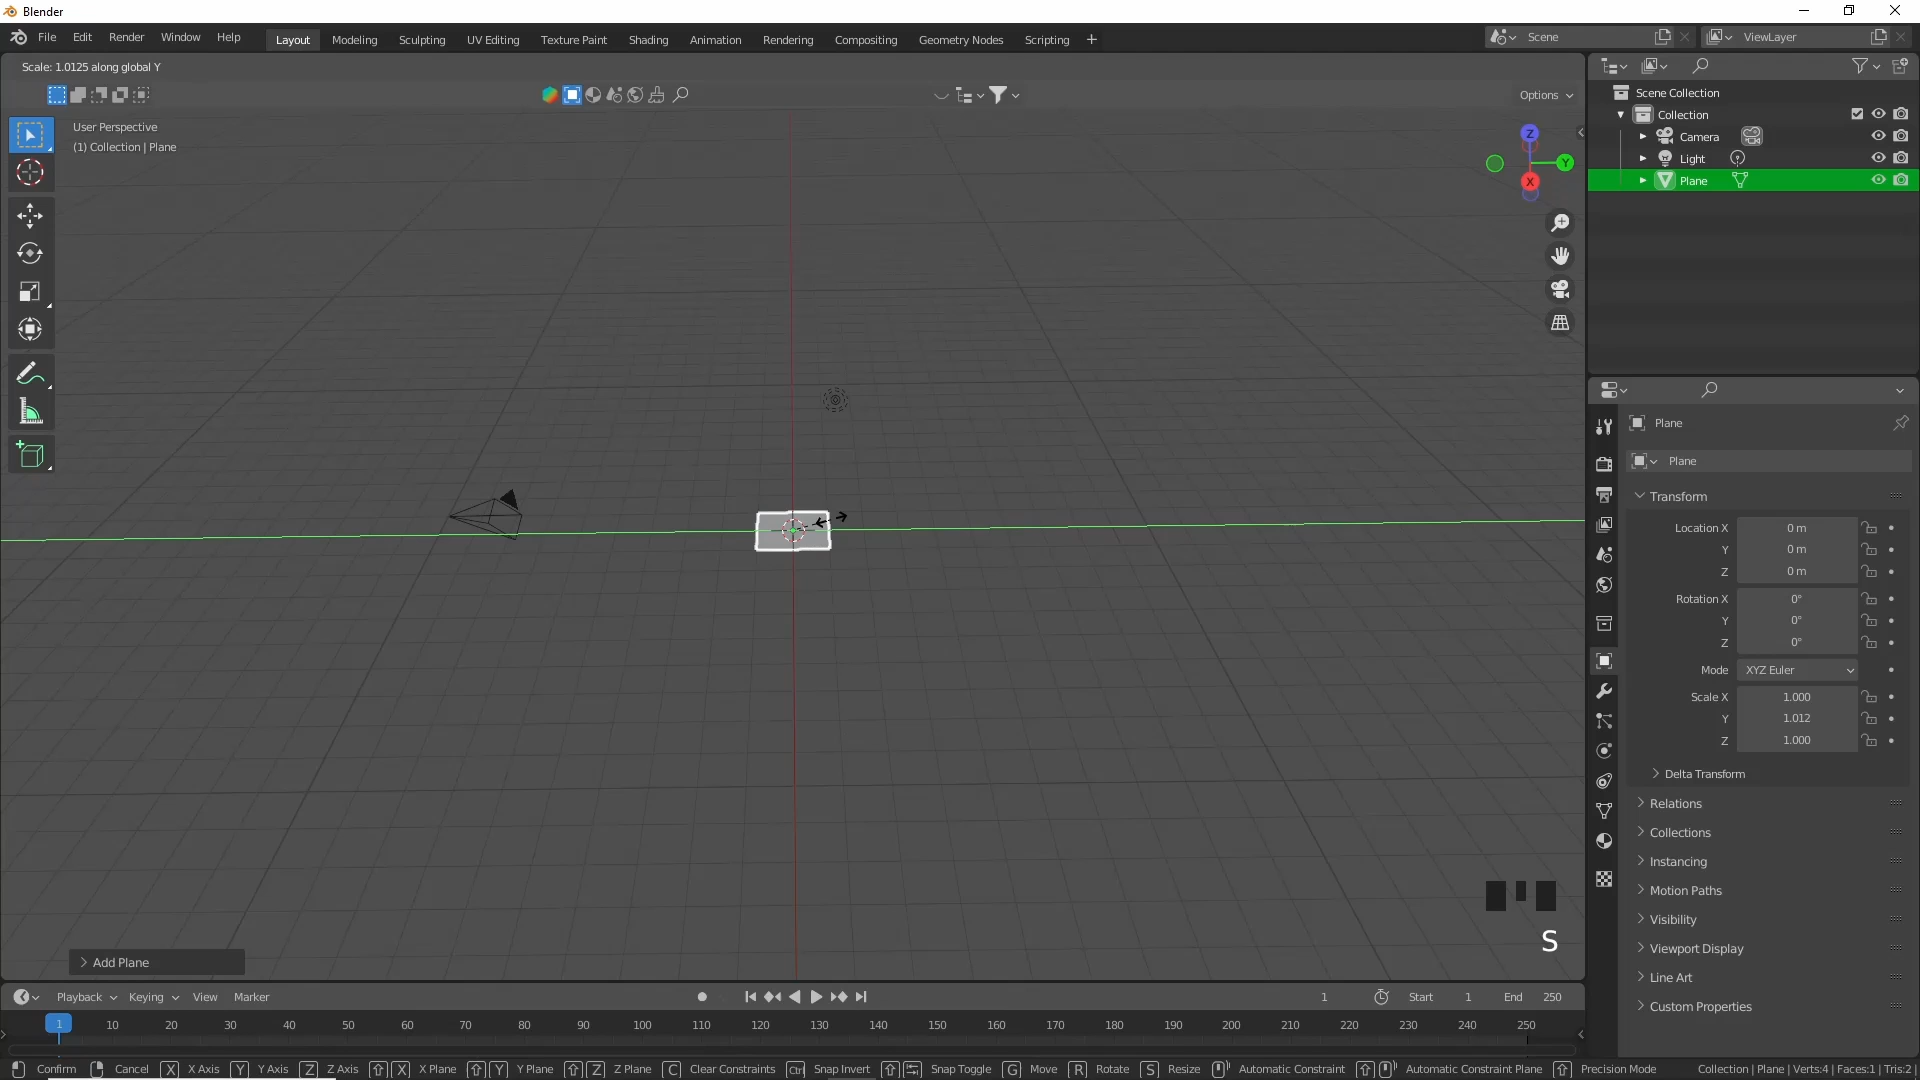 Blender
File Edit Render Window Help Layout Modeling Sculpting UV Editing Texture Paint Shading Animation Rendering Compositing Geometry Nodes Scripting + Scene ViewLayer
Scale: 1.0125 along global Y
Options
User Perspective
(1) Collection | Plane
Z
Y
X
Scene Collection
Collection
Camera
Light
Plane
Plane
Plane
Transform
Location X 0 m
Y 0 m
Z 0 m
Rotation X 0°
Y 0°
Z 0°
Mode XYZ Euler
Scale X 1.000
Y 1.012
Z 1.000
Delta Transform
Relations
Collections
Instancing
Motion Paths
Visibility
Viewport Display
Line Art
Custom Properties
S
Add Plane
Playback Keying View Marker 1 Start 1 End 250
1 10 20 30 40 50 60 70 80 90 100 110 120 130 140 150 160 170 180 190 200 210 220 230 240 250
Confirm Cancel X X Axis Y Y Axis Z Z Axis X X Plane Y Y Plane Z Z Plane C Clear Constraints Ctrl Snap Invert Snap Toggle G Move R Rotate S Resize Automatic Constraint Automatic Constraint Plane Precision Mode Collection | Plane | Verts:4 | Faces:1 | Tris:2 |